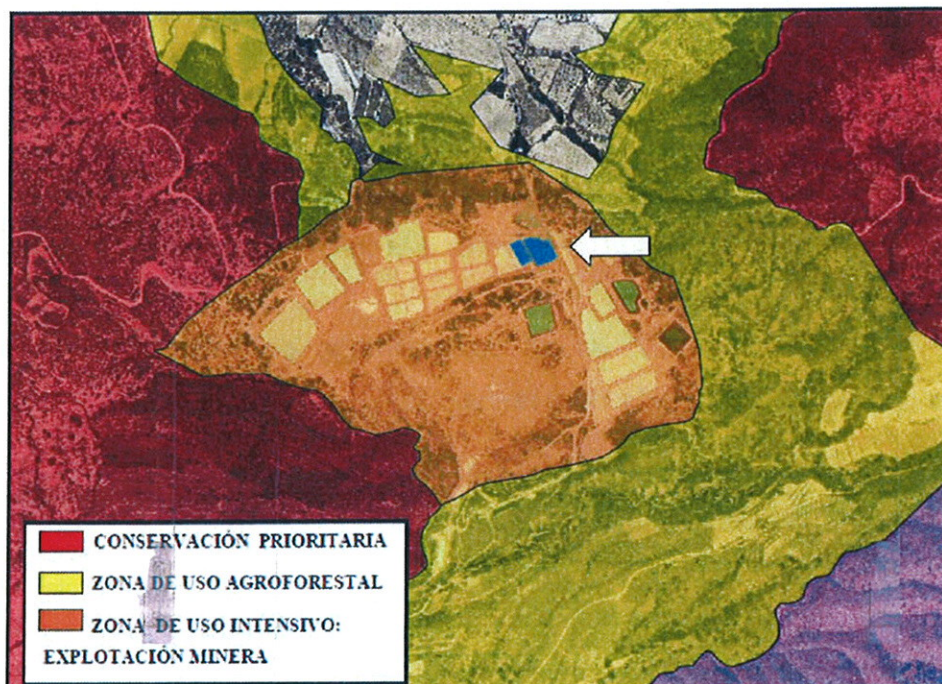 CONSERVACIÓN PRIORITARIA
ZONA DE USO AGROFORESTAL
ZONA DE USO INTENSIVO:
EXPLOTACIÓN MINERA